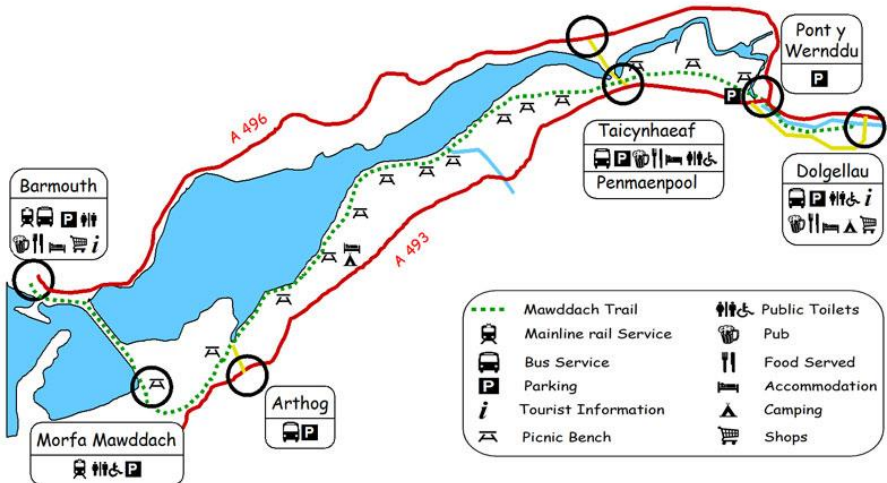 Pont y
Wernddu
P
A 496
P
Taicynhaeaf
P
Penmaenpool
Dolgellau
P i
Barmouth
P
i
A 493
Arthog
P
Morfa Mawddach
P
Mawddach Trail
Mainline rail Service
Bus Service
P Parking
i Tourist Information
Picnic Bench
Public Toilets
Pub
Food Served
Accommodation
Camping
Shops